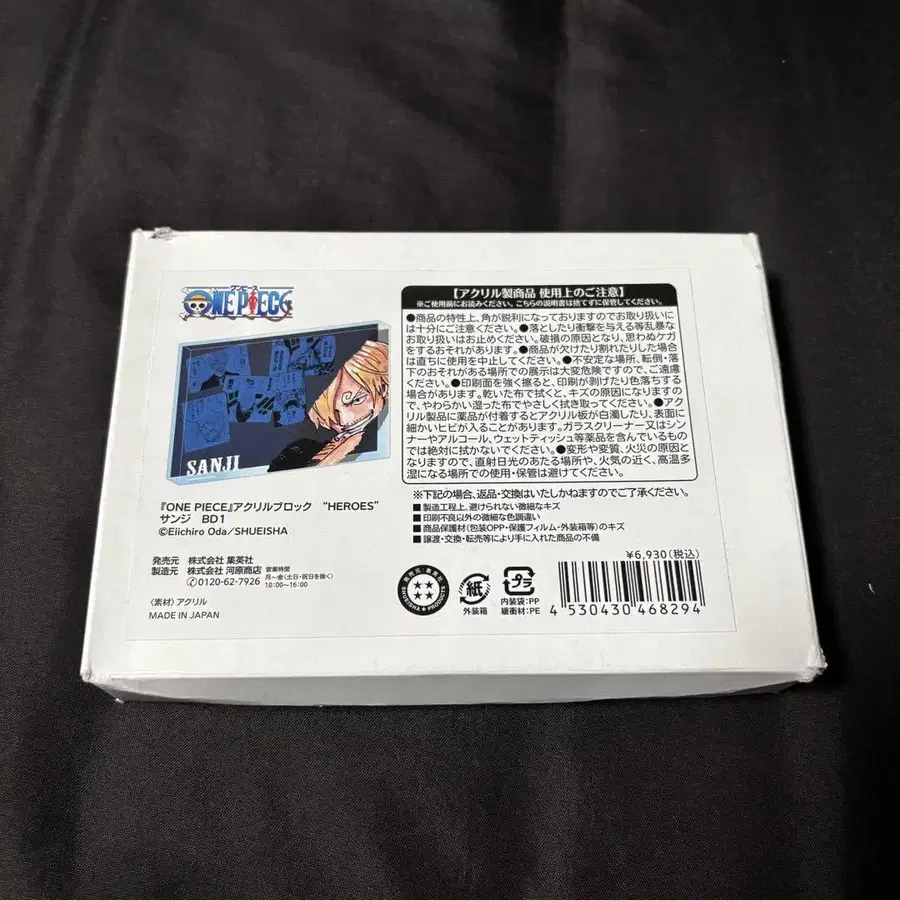 ワンピース
ONE PIECE
SANJI
『ONE PIECE』アクリルブロック “HEROES”
サンジ BD1
©Eiichiro Oda/SHUEISHA
発売元 株式会社 集英社
製造元 株式会社 河原商店
✆0120-62-7926
営業時間
月～金(土日・祝日を除く)
10:00～16:00
〈素材〉アクリル
MADE IN JAPAN
【アクリル製商品 使用上のご注意】
※ご使用前にお読みください。こちらの説明書は捨てずに保管してください。
●商品の特性上、角が鋭利になっておりますのでお取り扱いに
は十分にご注意ください。●落としたり衝撃を与える等乱暴な
お取り扱いはお止めください。破損の原因となり、思わぬケガ
をするおそれがあります。●商品が欠けたり割れたりした場合
は直ちに使用を中止してください。●不安定な場所、転倒・落
下のおそれがある場所での展示は大変危険ですので、ご遠慮
ください。●印刷面を強く擦ると、印刷が剥げたり色落ちする
場合があります。乾いた布で拭くと、キズの原因になります
ので、やわらかい湿った布でやさしく拭き取ってください。●アク
リル製品に薬品が付着するとアクリル板が白濁したり、表面に
細かいヒビが入ることがあります。ガラスクリーナー又はシン
ナーやアルコール、ウェットティッシュ等薬品を含んでいるもの
では絶対に拭かないでください。●変形や変質、火災の原因と
なりますので、直射日光のあたる場所や、火気の近く、高温多
湿になる場所での使用・保管は避けてください。
※下記の場合、返品・交換はいたしかねますのでご了承ください。
■製造工程上、避けられない微細なキズ
■印刷不良以外の微細な色調違い
■商品保護材(包装OPP・保護フィルム・外装箱等)のキズ
■譲渡・交換・転売等により手に入れた商品の不備
¥6,930(税込)
発売元:集英社
SHUEISHA PRODUCTS
紙
外装箱
プラ
内装袋:PP
緩衝材:PE
4 530430 468294